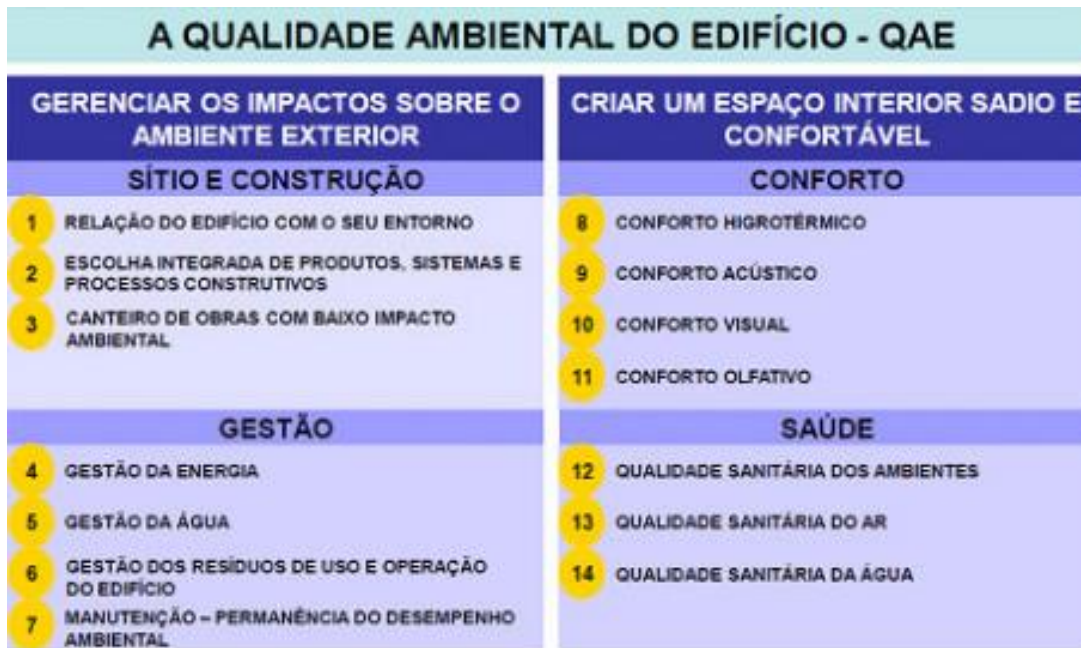 A QUALIDADE AMBIENTAL DO EDIFÍCIO - QAE
GERENCIAR OS IMPACTOS SOBRE O
AMBIENTE EXTERIOR
SÍTIO E CONSTRUÇÃO
1 RELAÇÃO DO EDIFÍCIO COM O SEU ENTORNO
2 ESCOLHA INTEGRADA DE PRODUTOS, SISTEMAS E
PROCESSOS CONSTRUTIVOS
3 CANTEIRO DE OBRAS COM BAIXO IMPACTO
AMBIENTAL
GESTÃO
4 GESTÃO DA ENERGIA
5 GESTÃO DA ÁGUA
6 GESTÃO DOS RESÍDUOS DE USO E OPERAÇÃO
DO EDIFÍCIO
7 MANUTENÇÃO – PERMANÊNCIA DO DESEMPENHO
AMBIENTAL
CRIAR UM ESPAÇO INTERIOR SADIO E
CONFORTÁVEL
CONFORTO
8 CONFORTO HIGROTÉRMICO
9 CONFORTO ACÚSTICO
10 CONFORTO VISUAL
11 CONFORTO OLFATIVO
SAÚDE
12 QUALIDADE SANITÁRIA DOS AMBIENTES
13 QUALIDADE SANITÁRIA DO AR
14 QUALIDADE SANITÁRIA DA ÁGUA